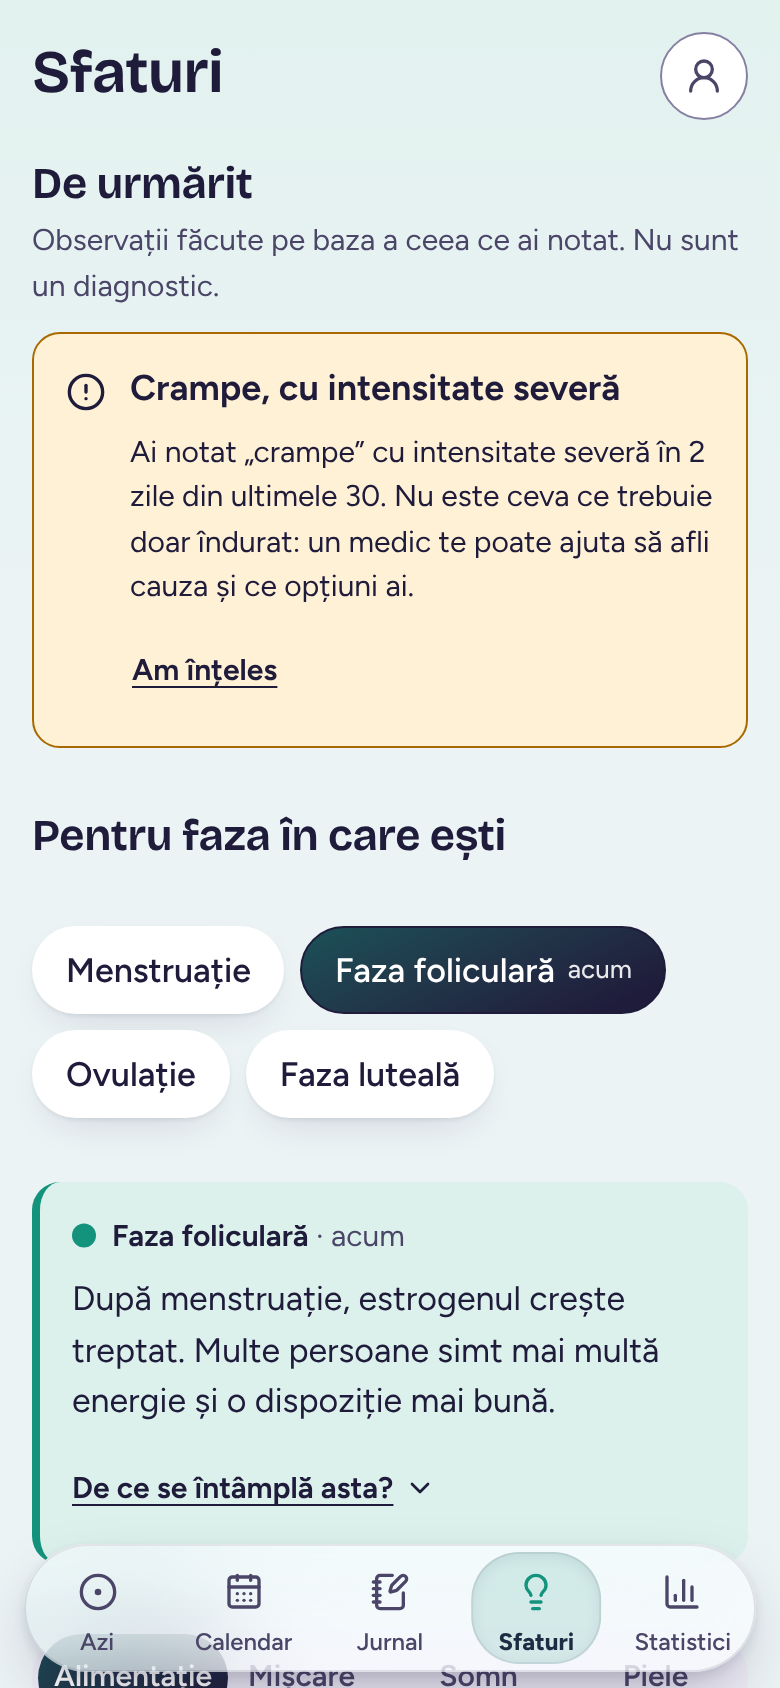 Sfaturi
De urmărit
Observații făcute pe baza a ceea ce ai notat. Nu sunt
un diagnostic.
Crampe, cu intensitate severă
Ai notat „crampe” cu intensitate severă în 2
zile din ultimele 30. Nu este ceva ce trebuie
doar îndurat: un medic te poate ajuta să afli
cauza și ce opțiuni ai.
Am înțeles
Pentru faza în care ești
Menstruație
Faza foliculară acum
Ovulație
Faza luteală
Faza foliculară · acum
După menstruație, estrogenul crește
treptat. Multe persoane simt mai multă
energie și o dispoziție mai bună.
De ce se întâmplă asta?
Azi
Calendar
Jurnal
Sfaturi
Statistici
Alimentație
Mișcare
Somn
Piele